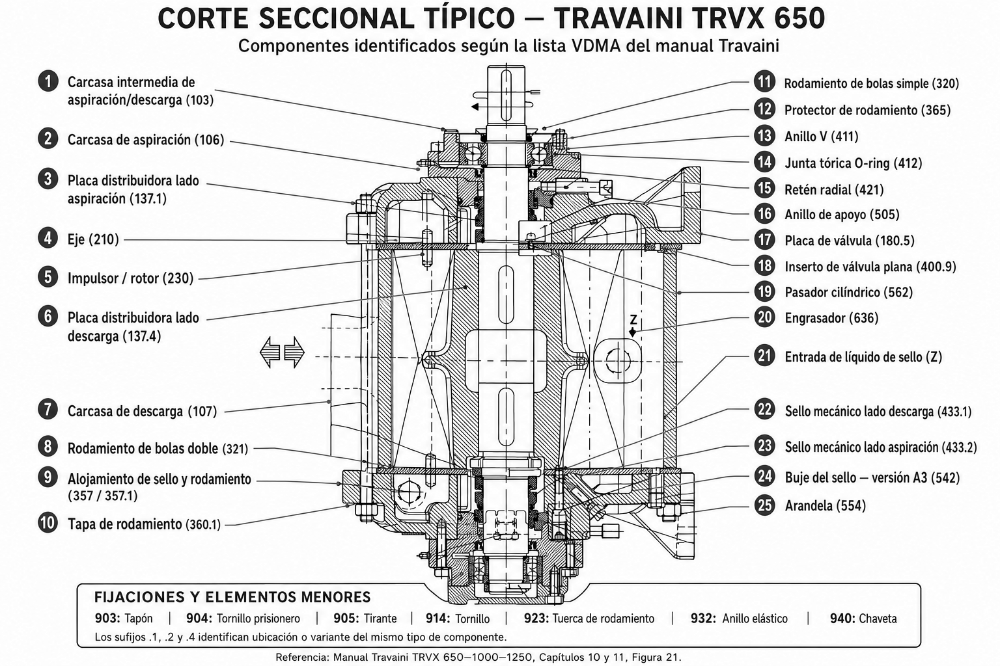 CORTE SECCIONAL TÍPICO — TRAVAINI TRVX 650
Componentes identificados según la lista VDMA del manual Travaini
1 Carcasa intermedia de
aspiración/descarga (103)
2 Carcasa de aspiración (106)
3 Placa distribuidora lado
aspiración (137.1)
4 Eje (210)
5 Impulsor / rotor (230)
6 Placa distribuidora lado
descarga (137.4)
7 Carcasa de descarga (107)
8 Rodamiento de bolas doble (321)
9 Alojamiento de sello y rodamiento
(357 / 357.1)
10 Tapa de rodamiento (360.1)
11 Rodamiento de bolas simple (320)
12 Protector de rodamiento (365)
13 Anillo V (411)
14 Junta tórica O-ring (412)
15 Retén radial (421)
16 Anillo de apoyo (505)
17 Placa de válvula (180.5)
18 Inserto de válvula plana (400.9)
19 Pasador cilíndrico (562)
20 Engrasador (636)
Z
21 Entrada de líquido de sello (Z)
22 Sello mecánico lado descarga (433.1)
23 Sello mecánico lado aspiración (433.2)
24 Buje del sello — versión A3 (542)
25 Arandela (554)
FIJACIONES Y ELEMENTOS MENORES
903: Tapón | 904: Tornillo prisionero | 905: Tirante | 914: Tornillo | 923: Tuerca de rodamiento | 932: Anillo elástico | 940: Chaveta
Los sufijos .1, .2 y .4 identifican ubicación o variante del mismo tipo de componente.
Referencia: Manual Travaini TRVX 650–1000–1250, Capítulos 10 y 11, Figura 21.